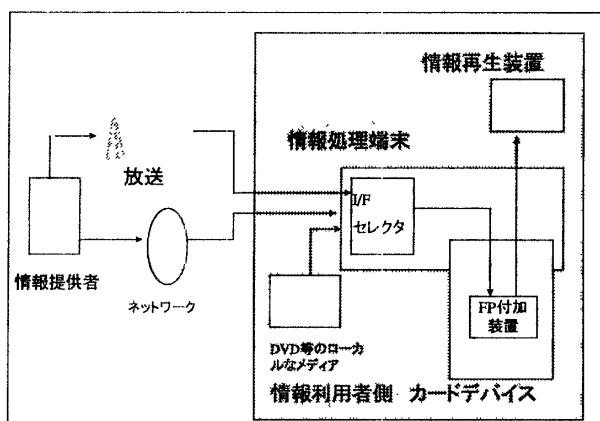 情報再生装置
情報処理端末
放送
I/F
セレクタ
情報提供者
ネットワーク
FP付加
装置
DVD等のローカ
ルなメディア
情報利用者側
カードデバイス